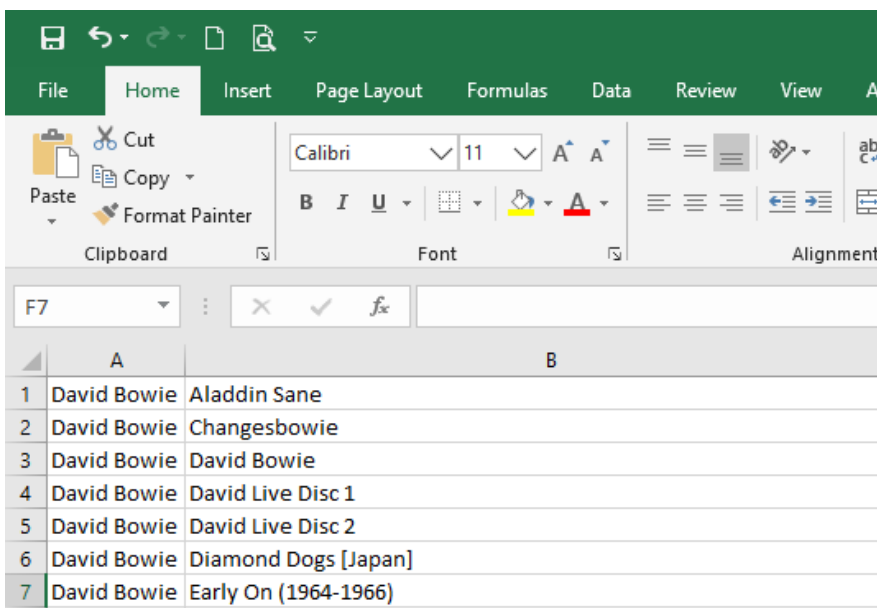 File Home Insert Page Layout Formulas Data Review View A
Cut
Calibri 11 A A ab
Copy
Paste
Format Painter B I U A
Clipboard Font Alignment
F7 fx
A B
1 David Bowie Aladdin Sane
2 David Bowie Changesbowie
3 David Bowie David Bowie
4 David Bowie David Live Disc 1
5 David Bowie David Live Disc 2
6 David Bowie Diamond Dogs [Japan]
7 David Bowie Early On (1964-1966)